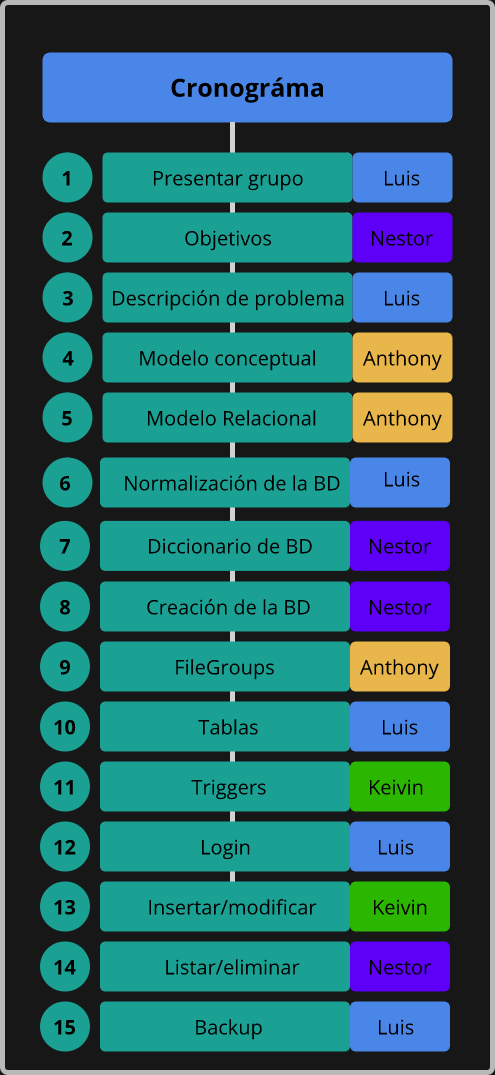 Cronográma
1 Presentar grupo Luis
2 Objetivos Nestor
3 Descripción de problema Luis
4 Modelo conceptual Anthony
5 Modelo Relacional Anthony
6 Normalización de la BD Luis
7 Diccionario de BD Nestor
8 Creación de la BD Nestor
9 FileGroups Anthony
10 Tablas Luis
11 Triggers Keivin
12 Login Luis
13 Insertar/modificar Keivin
14 Listar/eliminar Nestor
15 Backup Luis